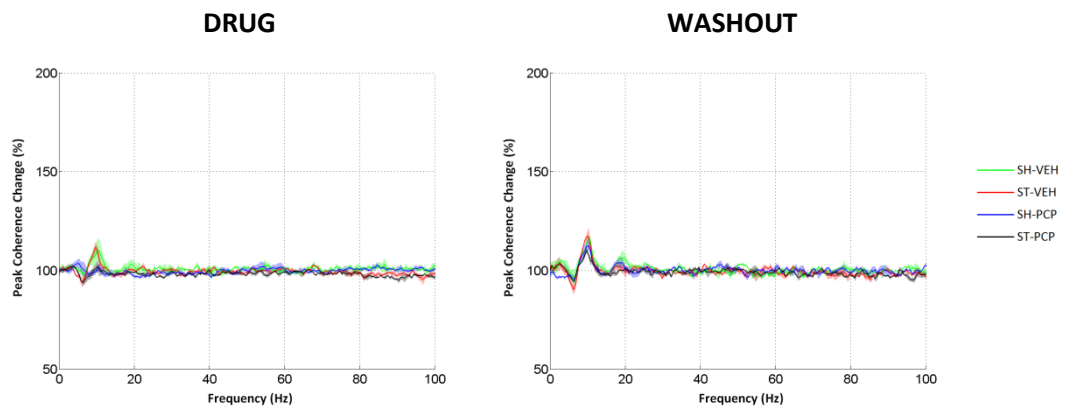 DRUG
WASHOUT
200
150
100
50
0
20
40
60
80
100
Peak Coherence Change (%)
Frequency (Hz)
200
150
100
50
0
20
40
60
80
100
Peak Coherence Change (%)
Frequency (Hz)
SH-VEH
ST-VEH
SH-PCP
ST-PCP